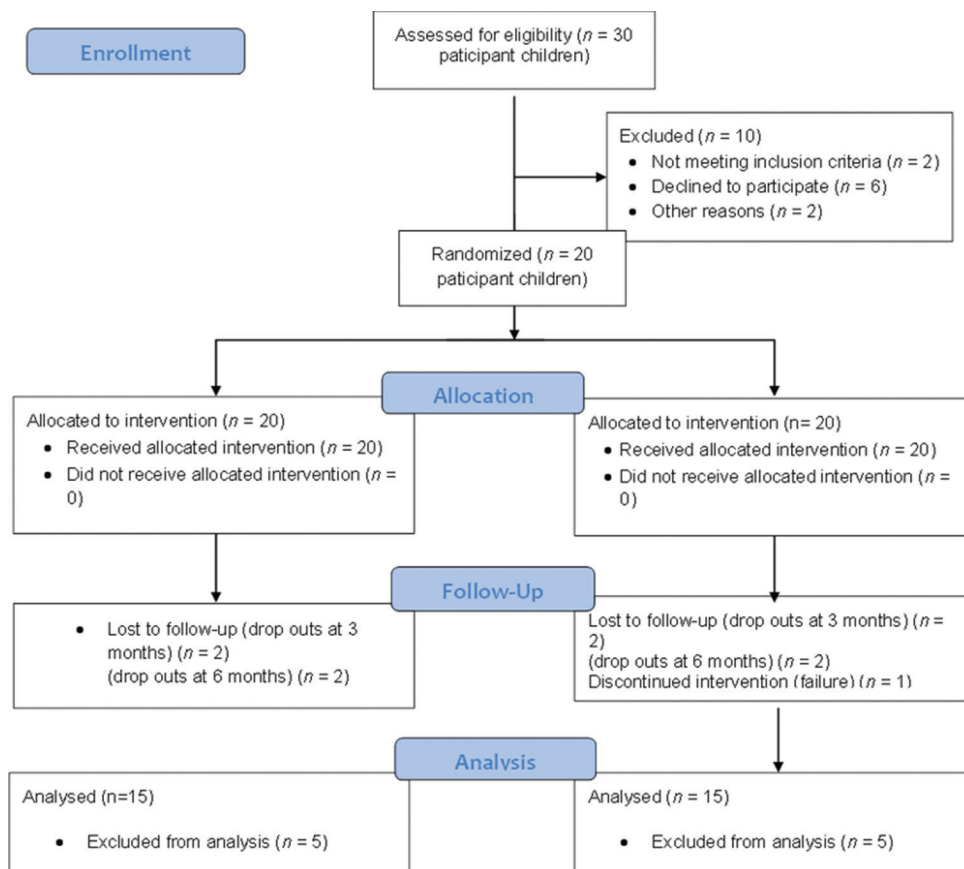 Enrollment
Assessed for eligibility (n = 30
paticipant children)
Excluded (n = 10)
• Not meeting inclusion criteria (n = 2)
• Declined to participate (n = 6)
• Other reasons (n = 2)
Randomized (n = 20
paticipant children)
Allocation
Allocated to intervention (n = 20)
• Received allocated intervention (n = 20)
• Did not receive allocated intervention (n =
0)
Allocated to intervention (n= 20)
• Received allocated intervention (n = 20)
• Did not receive allocated intervention (n =
0)
Follow-Up
• Lost to follow-up (drop outs at 3
months) (n = 2)
(drop outs at 6 months) (n = 2)
Lost to follow-up (drop outs at 3 months) (n =
2)
(drop outs at 6 months) (n = 2)
Discontinued intervention (failure) (n = 1)
Analysis
Analysed (n=15)
• Excluded from analysis (n = 5)
Analysed (n = 15)
• Excluded from analysis (n = 5)